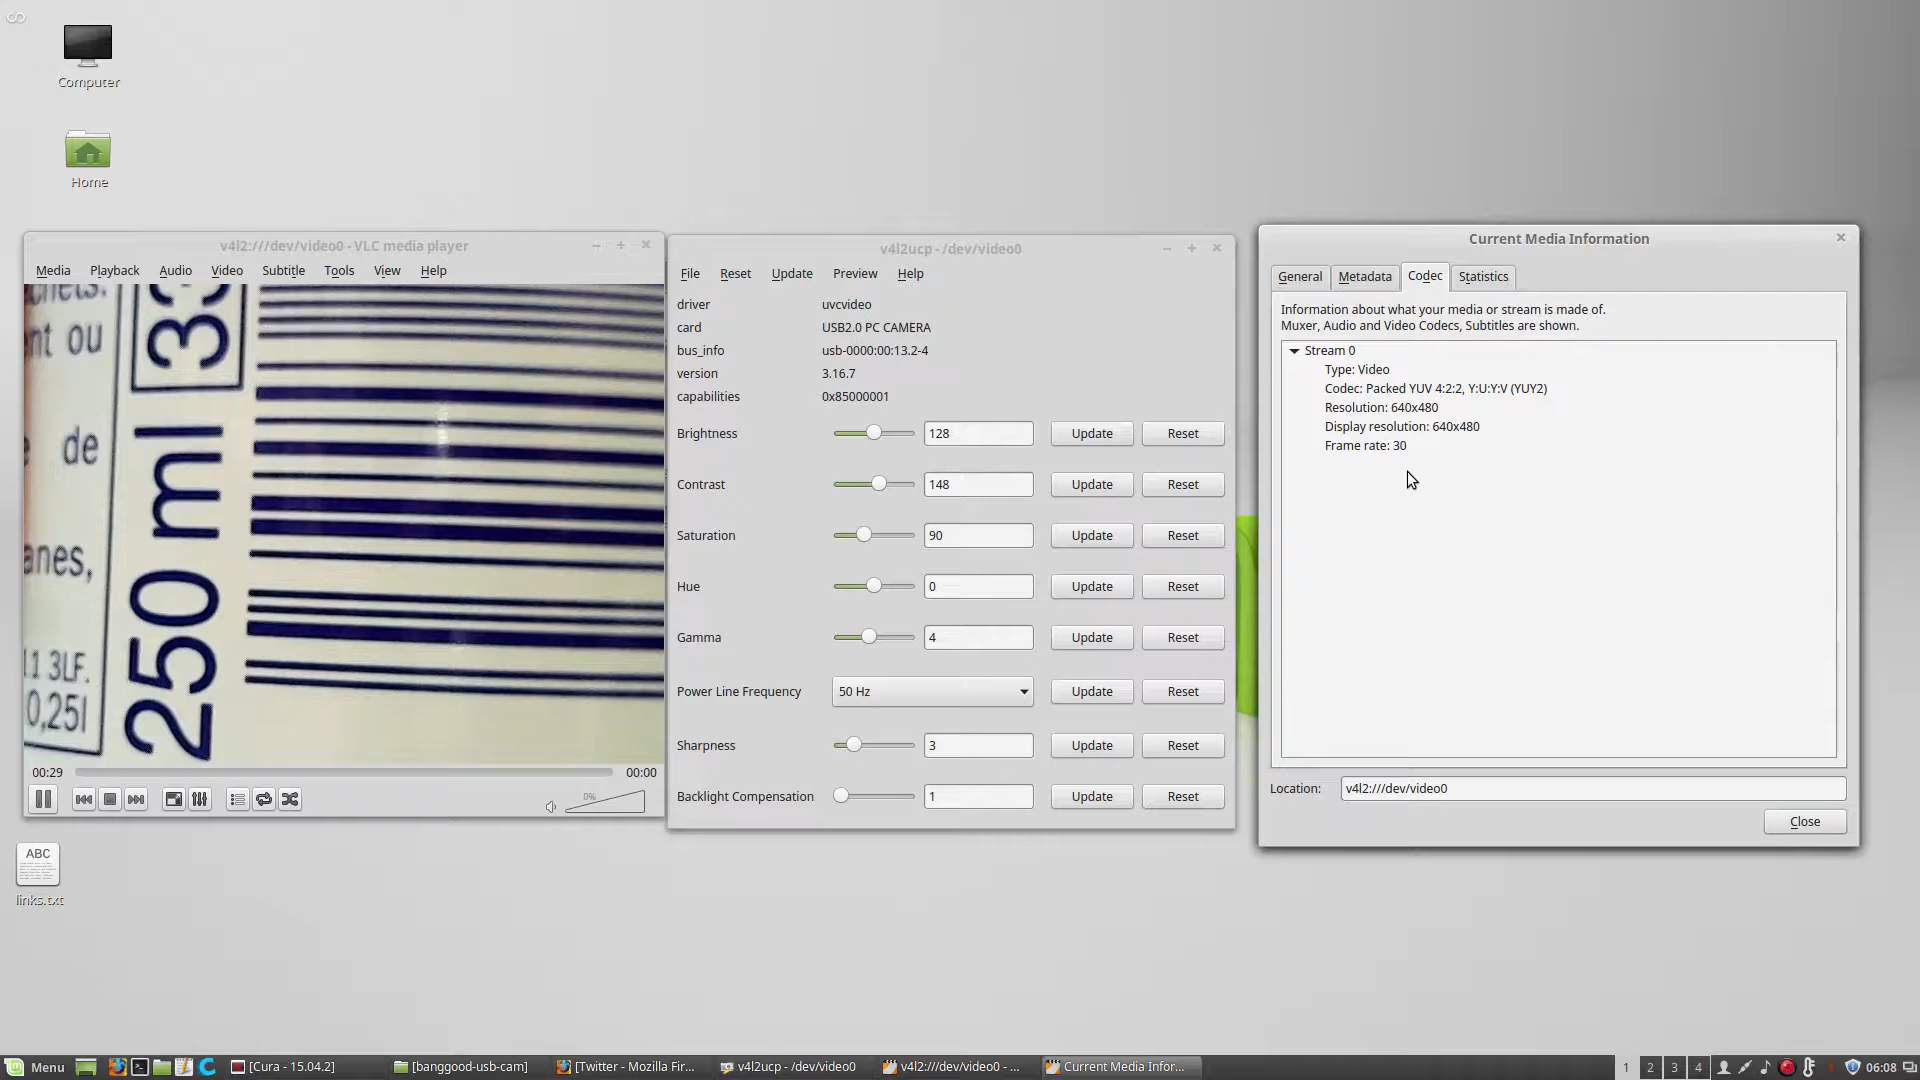 Computer
Home
v4l2:///dev/video0 - VLC media player
Media Playback Audio Video Subtitle Tools View Help
nt ou
de
anes,
11 3LF.
0,25l
250 ml
00:29
00:00
0%
v4l2ucp - /dev/video0
File Reset Update Preview Help
driver uvcvideo
card USB2.0 PC CAMERA
bus_info usb-0000:00:13.2-4
version 3.16.7
capabilities 0x85000001
Brightness 128 Update Reset
Contrast 148 Update Reset
Saturation 90 Update Reset
Hue 0 Update Reset
Gamma 4 Update Reset
Power Line Frequency 50 Hz Update Reset
Sharpness 3 Update Reset
Backlight Compensation 1 Update Reset
Current Media Information
General Metadata Codec Statistics
Information about what your media or stream is made of.
Muxer, Audio and Video Codecs, Subtitles are shown.
Stream 0
Type: Video
Codec: Packed YUV 4:2:2, Y:U:Y:V (YUY2)
Resolution: 640x480
Display resolution: 640x480
Frame rate: 30
Location: v4l2:///dev/video0
Close
ABC
links.txt
Menu [Cura - 15.04.2] [banggood-usb-cam] [Twitter - Mozilla Fir... v4l2ucp - /dev/video0 v4l2:///dev/video0 - ... Current Media Infor... 1 2 3 4 06:08